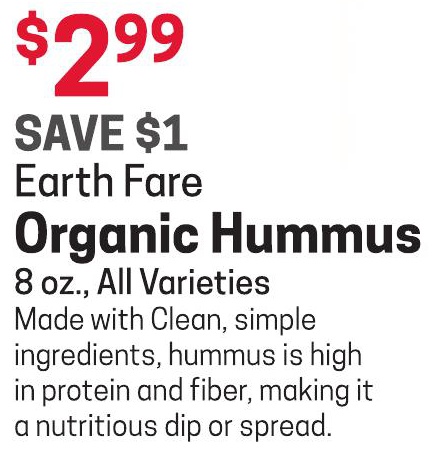 $2.99
SAVE $1
Earth Fare
Organic Hummus
8 oz., All Varieties
Made with Clean, simple
ingredients, hummus is high
in protein and fiber, making it
a nutritious dip or spread.